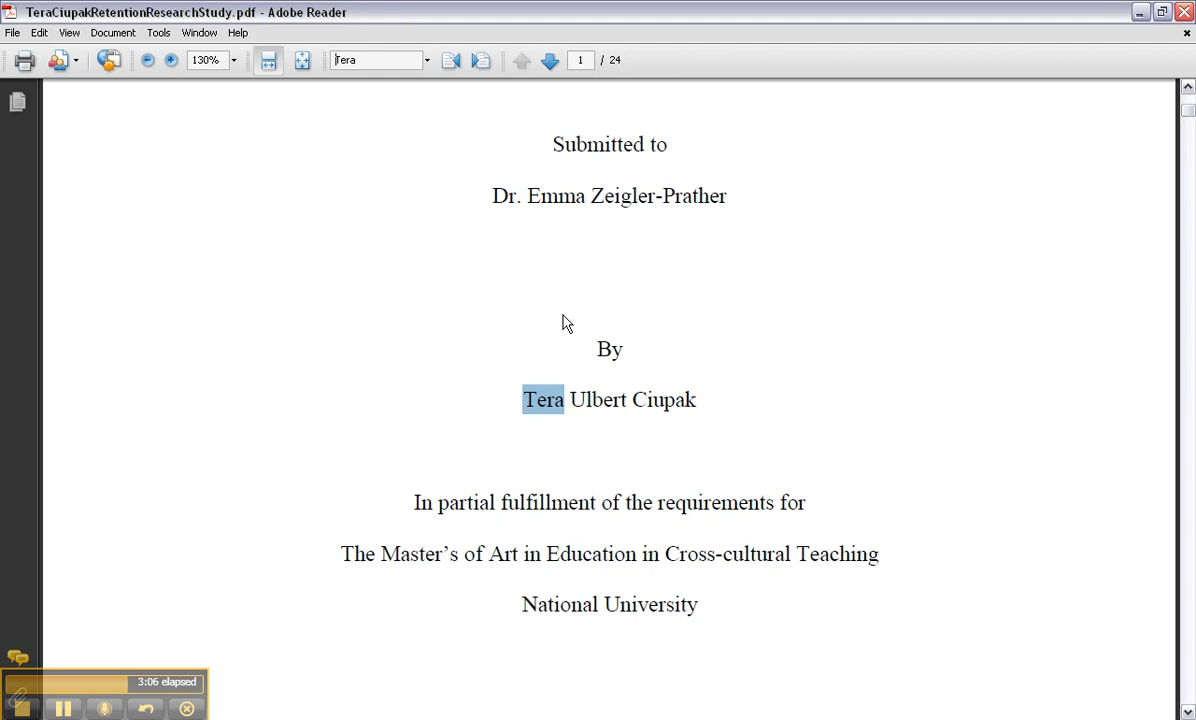 TeraCiupakRetentionResearchStudy.pdf - Adobe Reader
File Edit View Document Tools Window Help
130% Tera 1 / 24
Submitted to
Dr. Emma Zeigler-Prather
By
Tera Ulbert Ciupak
In partial fulfillment of the requirements for
The Master’s of Art in Education in Cross-cultural Teaching
National University
3:06 elapsed